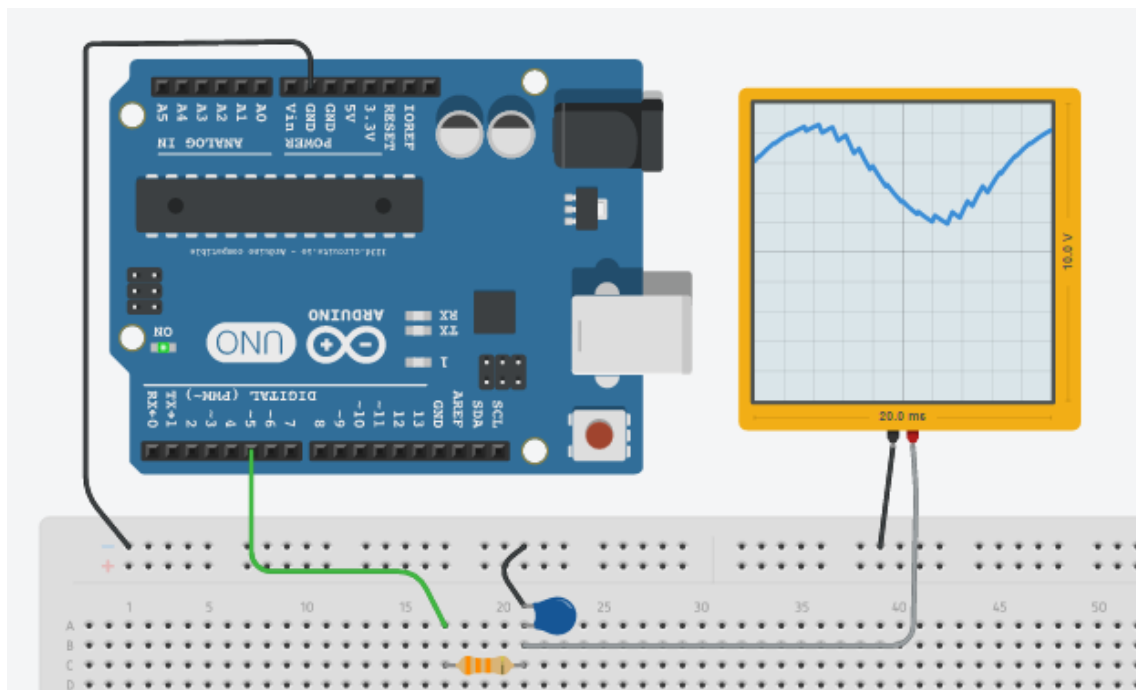 A5 A4 A3 A2 A1 A0
Vin GND GND 5V 3.3V RESET IOREF
ANALOG IN
POWER
ON
UNO
ARDUINO
RX
TX
1
DIGITAL (PWM~)
RX←0 TX→1 2 ~3 4 ~5 ~6 7 8 ~9 ~10 ~11 12 13 GND AREF SDA SCL
10.0 V
20.0 ms
− +
1 5 10 15 20 25 30 35 40 45 50
A
B
C
D